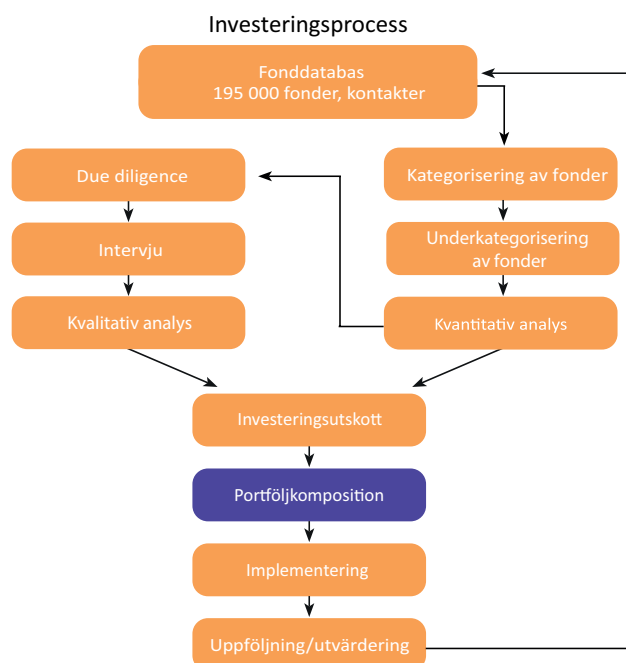 Investeringsprocess
Fonddatabas
195 000 fonder, kontakter
Due diligence
Kategorisering av fonder
Intervju
Underkategorisering
av fonder
Kvalitativ analys
Kvantitativ analys
Investeringsutskott
Portföljkomposition
Implementering
Uppföljning/utvärdering